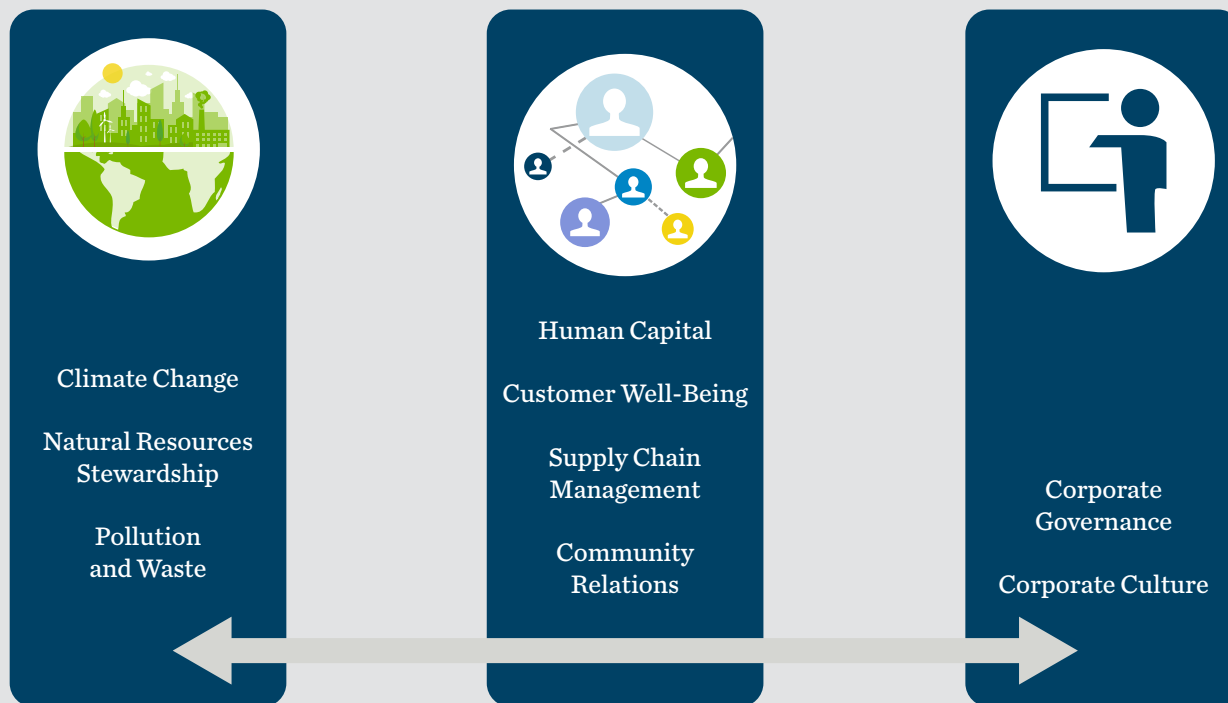 Climate Change
Natural Resources
Stewardship
Pollution
and Waste
Human Capital
Customer Well-Being
Supply Chain
Management
Community
Relations
Corporate
Governance
Corporate Culture